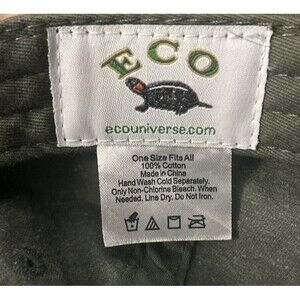 ECO
ecouniverse.com
One Size Fits All
100% Cotton
Made in China
Hand Wash Cold Separately.
Only Non-Chlorine Bleach. When
Needed. Line Dry. Do Not Iron.